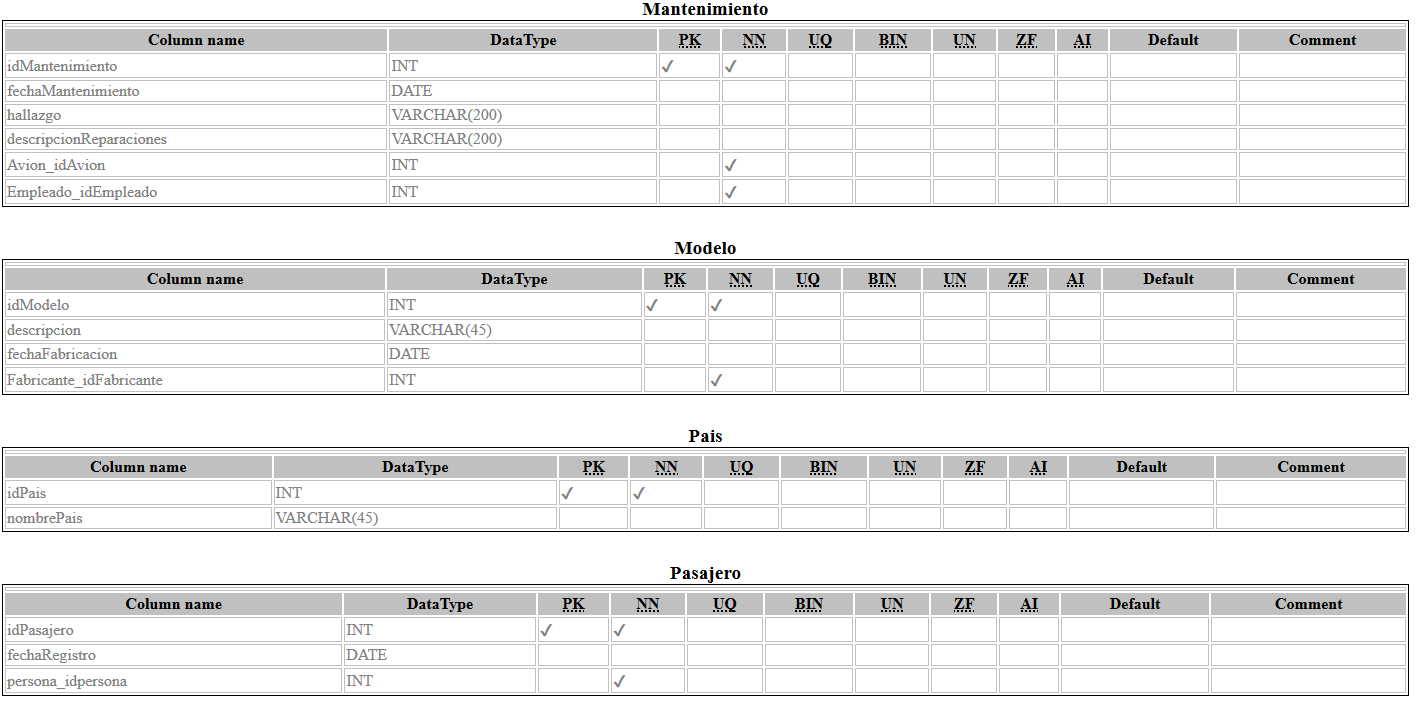 Mantenimiento
Column name DataType PK NN UQ BIN UN ZF AI Default Comment
idMantenimiento INT ✓ ✓
fechaMantenimiento DATE
hallazgo VARCHAR(200)
descripcionReparaciones VARCHAR(200)
Avion_idAvion INT ✓
Empleado_idEmpleado INT ✓
Modelo
Column name DataType PK NN UQ BIN UN ZF AI Default Comment
idModelo INT ✓ ✓
descripcion VARCHAR(45)
fechaFabricacion DATE
Fabricante_idFabricante INT ✓
Pais
Column name DataType PK NN UQ BIN UN ZF AI Default Comment
idPais INT ✓ ✓
nombrePais VARCHAR(45)
Pasajero
Column name DataType PK NN UQ BIN UN ZF AI Default Comment
idPasajero INT ✓ ✓
fechaRegistro DATE
persona_idpersona INT ✓